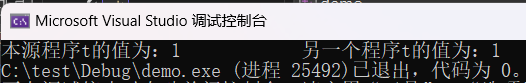 Microsoft Visual Studio 调试控制台
本源程序t的值为：1 另一个程序t的值为：1
C:\test\Debug\demo.exe (进程 25492)已退出，代码为 0。